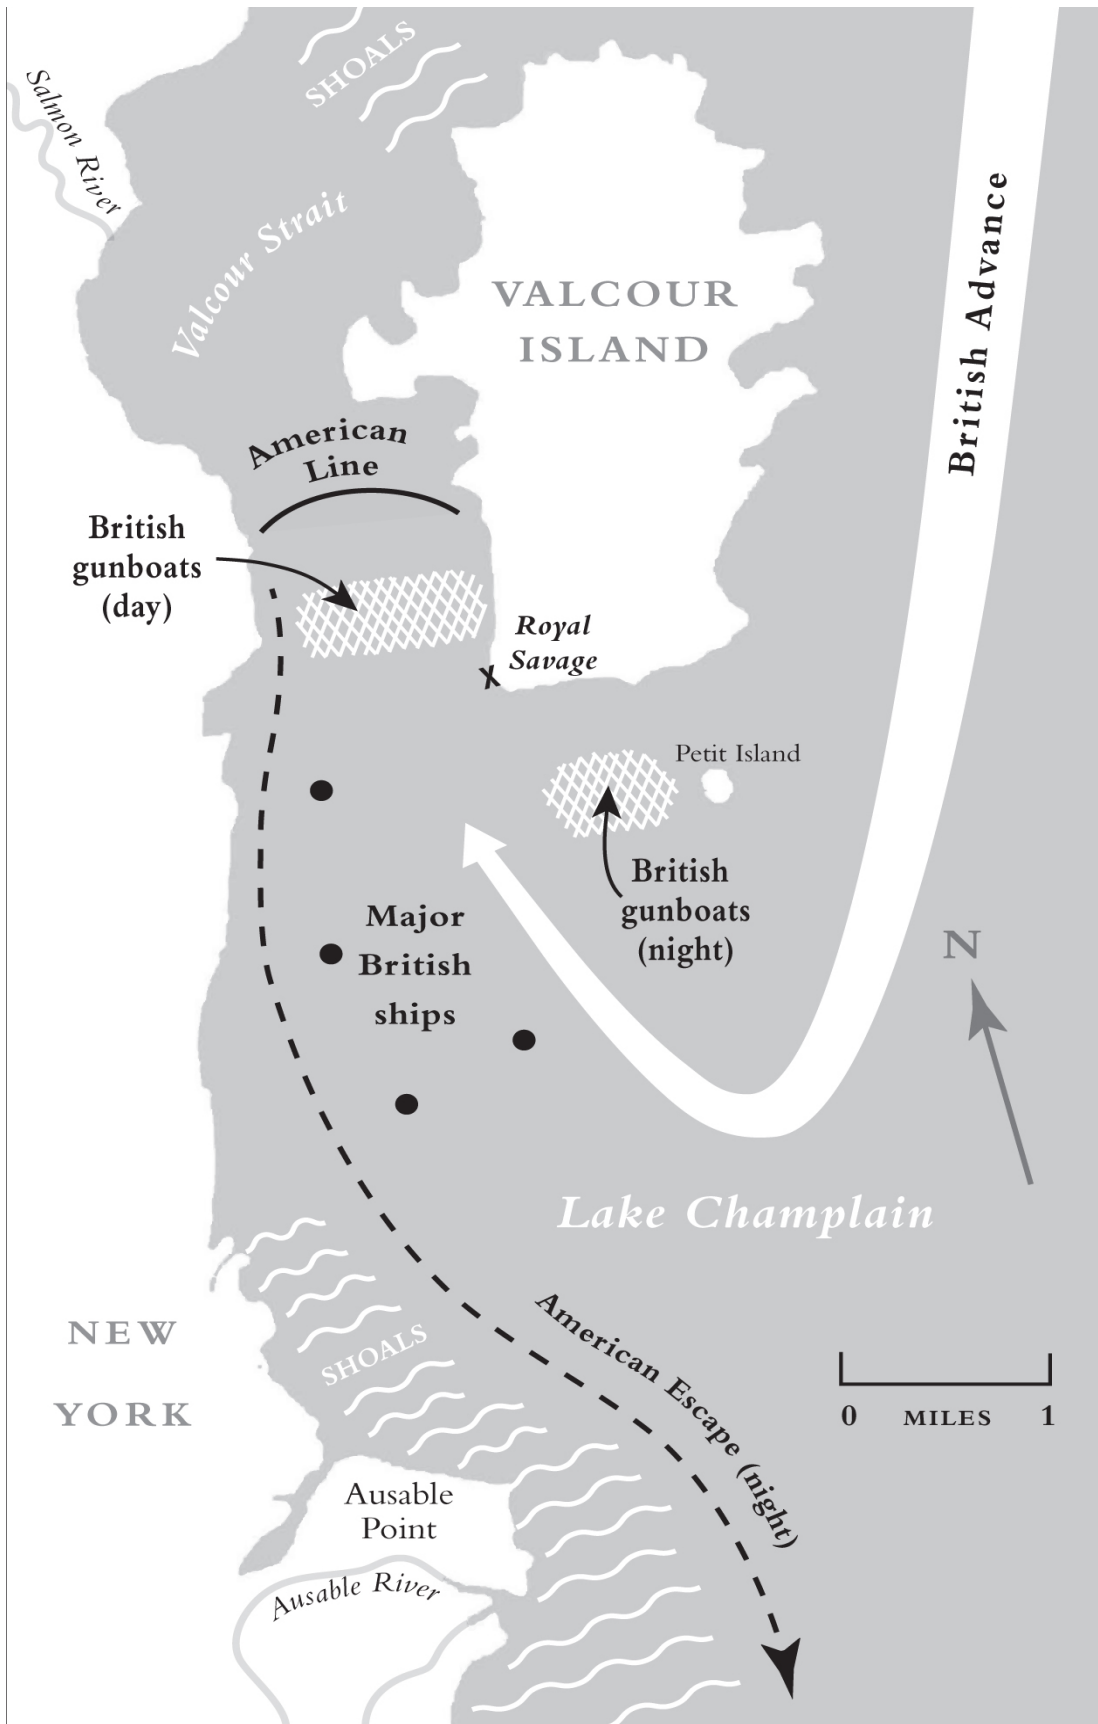 SHOALS
Salmon River
Valcour Strait
VALCOUR
ISLAND
British Advance
American
Line
British
gunboats
(day)
Royal
Savage
X
Petit Island
British
gunboats
(night)
Major
British
ships
N
Lake Champlain
American Escape (night)
NEW
YORK
SHOALS
0 MILES 1
Ausable
Point
Ausable River